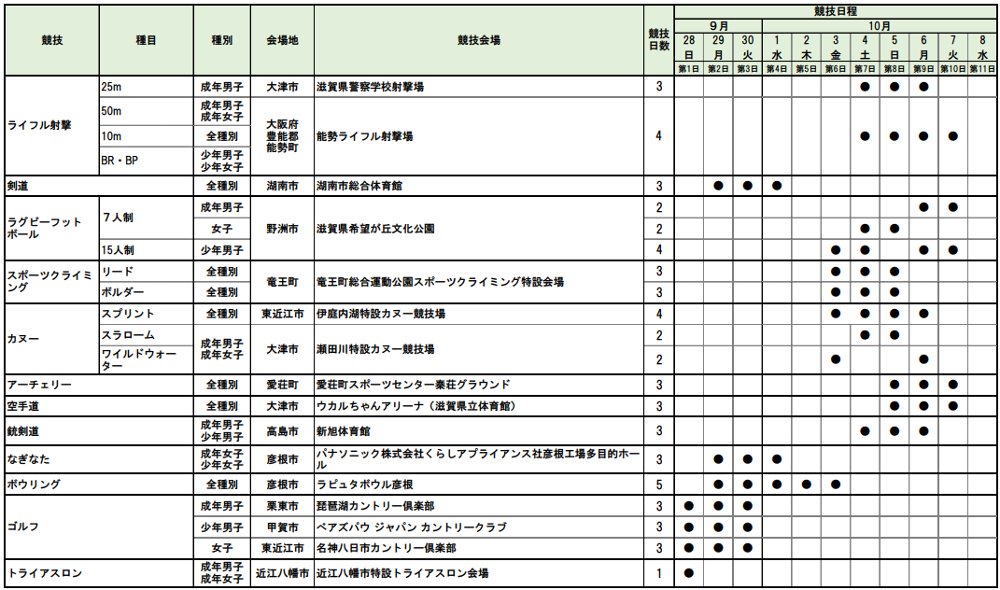 競技 種目 種別 会場地 競技会場 競技日数 競技日程
９月 10月
28 29 30 1 2 3 4 5 6 7 8
日 月 火 水 木 金 土 日 月 火 水
第1日 第2日 第3日 第4日 第5日 第6日 第7日 第8日 第9日 第10日 第11日
ライフル射撃
25m 成年男子 大津市 滋賀県警察学校射撃場 3 ● ● ●
50m 成年男子
成年女子
大阪府
豊能郡
能勢町
能勢ライフル射撃場 4 ● ● ● ●
10m 全種別
BR・BP 少年男子
少年女子
剣道 全種別 湖南市 湖南市総合体育館 3 ● ● ●
ラグビーフット
ボール
７人制 成年男子 野洲市 滋賀県希望が丘文化公園 2 ● ●
女子 2 ● ●
15人制 少年男子 4 ● ● ● ●
スポーツクライミ
ング
リード 全種別 竜王町 竜王町総合運動公園スポーツクライミング特設会場 3 ● ● ●
ボルダー 全種別 3 ● ● ●
カヌー
スプリント 全種別 東近江市 伊庭内湖特設カヌー競技場 4 ● ● ● ●
スラローム 成年男子
成年女子
大津市 瀬田川特設カヌー競技場 2 ● ●
ワイルドウォー
ター
2 ● ●
アーチェリー 全種別 愛荘町 愛荘町スポーツセンター秦荘グラウンド 3 ● ● ●
空手道 全種別 大津市 ウカルちゃんアリーナ（滋賀県立体育館） 3 ● ● ●
銃剣道 成年男子
少年男子
高島市 新旭体育館 3 ● ● ●
なぎなた 成年女子
少年女子
彦根市 パナソニック株式会社くらしアプライアンス社彦根工場多目的ホー
ル
3 ● ● ●
ボウリング 全種別 彦根市 ラピュタボウル彦根 5 ● ● ● ● ●
ゴルフ
成年男子 栗東市 琵琶湖カントリー倶楽部 3 ● ● ●
少年男子 甲賀市 ベアズパウ ジャパン カントリークラブ 3 ● ● ●
女子 東近江市 名神八日市カントリー倶楽部 3 ● ● ●
トライアスロン 成年男子
成年女子
近江八幡市 近江八幡市特設トライアスロン会場 1 ●